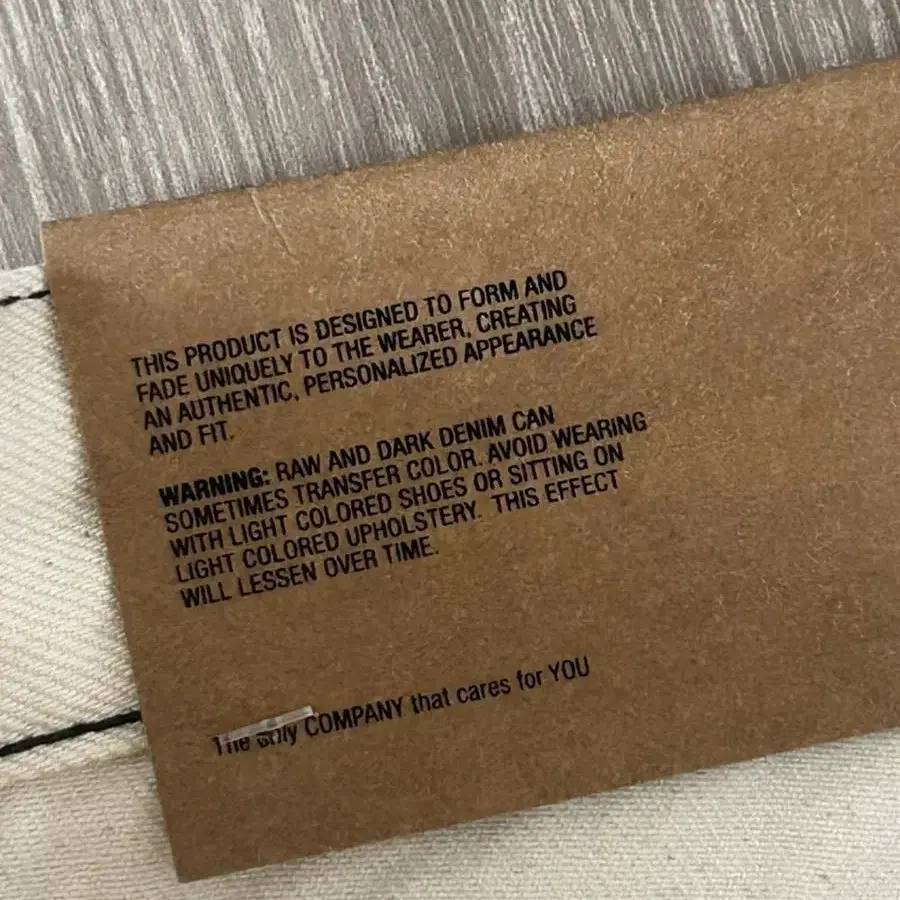 THIS PRODUCT IS DESIGNED TO FORM AND
FADE UNIQUELY TO THE WEARER, CREATING
AN AUTHENTIC, PERSONALIZED APPEARANCE
AND FIT.
WARNING: RAW AND DARK DENIM CAN
SOMETIMES TRANSFER COLOR. AVOID WEARING
WITH LIGHT COLORED SHOES OR SITTING ON
LIGHT COLORED UPHOLSTERY. THIS EFFECT
WILL LESSEN OVER TIME.
The COMPANY that cares for YOU